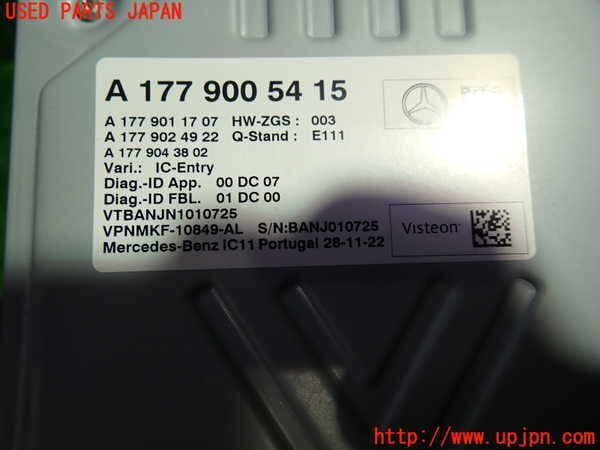 USED PARTS JAPAN
A 177 900 54 15
A 177 901 17 07 HW-ZGS : 003
A 177 902 49 22 Q-Stand : E111
A 177 904 38 02
Vari.: IC-Entry
Diag.-ID App. 00 DC 07
Diag.-ID FBL. 01 DC 00
VTBANJN1010725
VPNMKF-10849-AL S/N:BANJ010725
Mercedes-Benz IC11 Portugal 28-11-22
Visteon
http://www.upjpn.com/